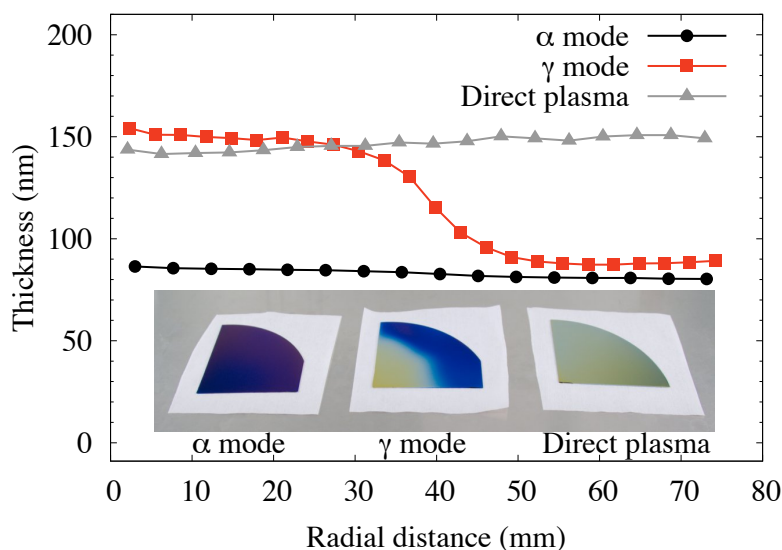 200
150
100
50
0
Thickness (nm)
α mode
γ mode
Direct plasma
α mode
γ mode
Direct plasma
0 10 20 30 40 50 60 70 80
Radial distance (mm)